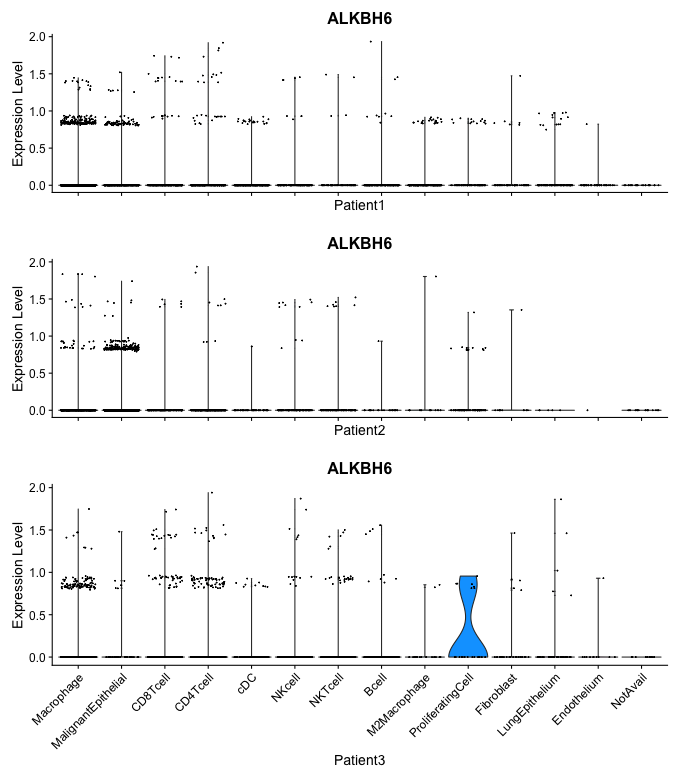 ALKBH6
Expression Level
2.0
1.5
1.0
0.5
0.0
Patient1
ALKBH6
Expression Level
2.0
1.5
1.0
0.5
0.0
Patient2
ALKBH6
Expression Level
2.0
1.5
1.0
0.5
0.0
Macrophage
MalignantEpithelial
CD8Tcell
CD4Tcell
cDC
NKcell
NKTcell
Bcell
M2Macrophage
ProliferatingCell
Fibroblast
LungEpithelium
Endothelium
NotAvail
Patient3